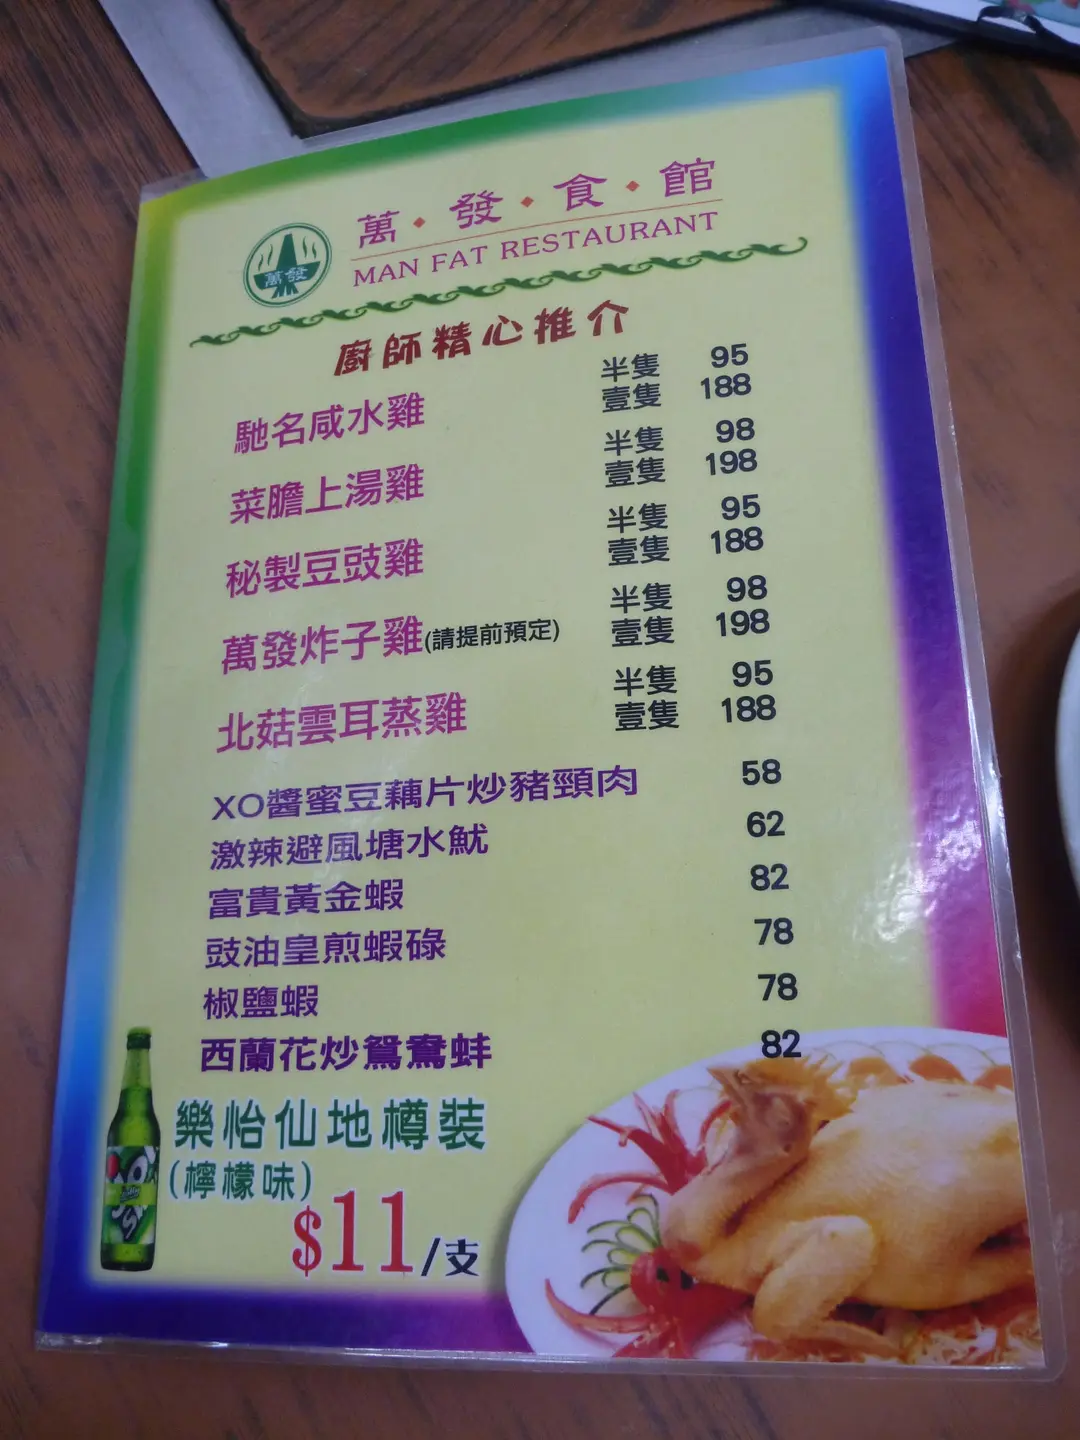 萬發
萬·發·食·館
MAN FAT RESTAURANT
廚師精心推介
馳名咸水雞 半隻 95
壹隻 188
菜膽上湯雞 半隻 98
壹隻 198
秘製豆豉雞 半隻 95
壹隻 188
萬發炸子雞(請提前預定) 半隻 98
壹隻 198
北菇雲耳蒸雞 半隻 95
壹隻 188
XO醬蜜豆藕片炒豬頸肉 58
激辣避風塘水魷 62
富貴黃金蝦 82
豉油皇煎蝦碌 78
椒鹽蝦 78
西蘭花炒鴛鴦蚌 82
樂怡仙地樽裝
(檸檬味)
$11/支